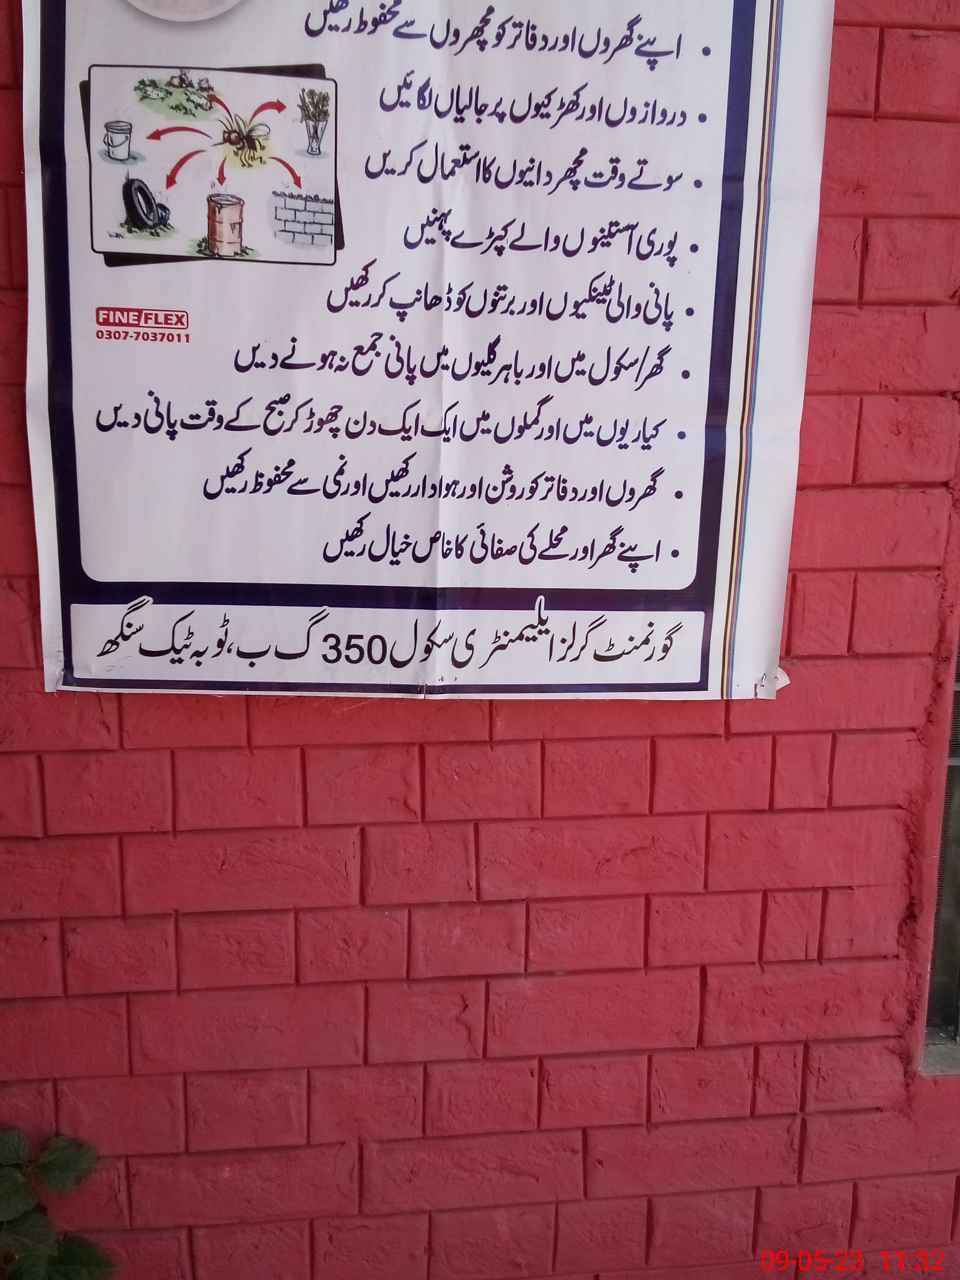 • اپنے گھروں اور دفاتر کو مچھروں سے محفوظ رکھیں
• دروازوں اور کھڑکیوں پر جالیاں لگائیں
• سوتے وقت مچھر دانیوں کا استعمال کریں
• پوری آستینوں والے کپڑے پہنیں
• پانی والی ٹینکیوں اور برتنوں کو ڈھانپ کر رکھیں
FINE FLEX
0307-7037011
• گھر/سکول میں اور باہر گلیوں میں پانی جمع نہ ہونے دیں
• کیاریوں میں اور گملوں میں ایک ایک دن چھوڑ کر صبح کے وقت پانی دیں
• گھروں اور دفاتر کو روشن اور ہوادار رکھیں اور نمی سے محفوظ رکھیں
• اپنے گھر اور محلے کی صفائی کا خاص خیال رکھیں
گورنمنٹ گرلز ایلیمنٹری سکول 350 گ ب، ٹوبہ ٹیک سنگھ
09-05-23 11:32